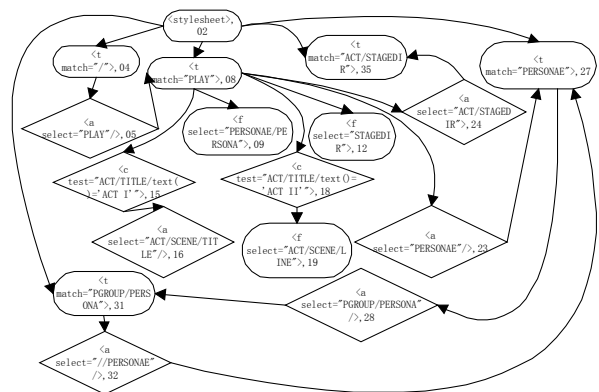 <stylesheet>,
02
<t
match="/">,04
<t
match="PLAY">,08
<t
match="ACT/STAGEDI
R">,35
<t
match="PERSONAE">,27
<a
select="PLAY"/>,05
<f
select="PERSONAE/PE
RSONA">,09
<f
select="STAGEDI
R">,12
<a
select="ACT/STAGED
IR">,24
<c
test="ACT/TITLE/text(
)='ACT I'">,15
<c
test="ACT/TITLE/text()=
'ACT II'">,18
<a
select="ACT/SCENE/TIT
LE"/>,16
<f
select="ACT/SCENE/L
INE">,19
<a
select="PERSONAE"/>,23
<t
match="PGROUP/PERS
ONA">,31
<a
select="PGROUP/PERSONA"
/>,28
<a
select="//PERSONAE"
/>,32